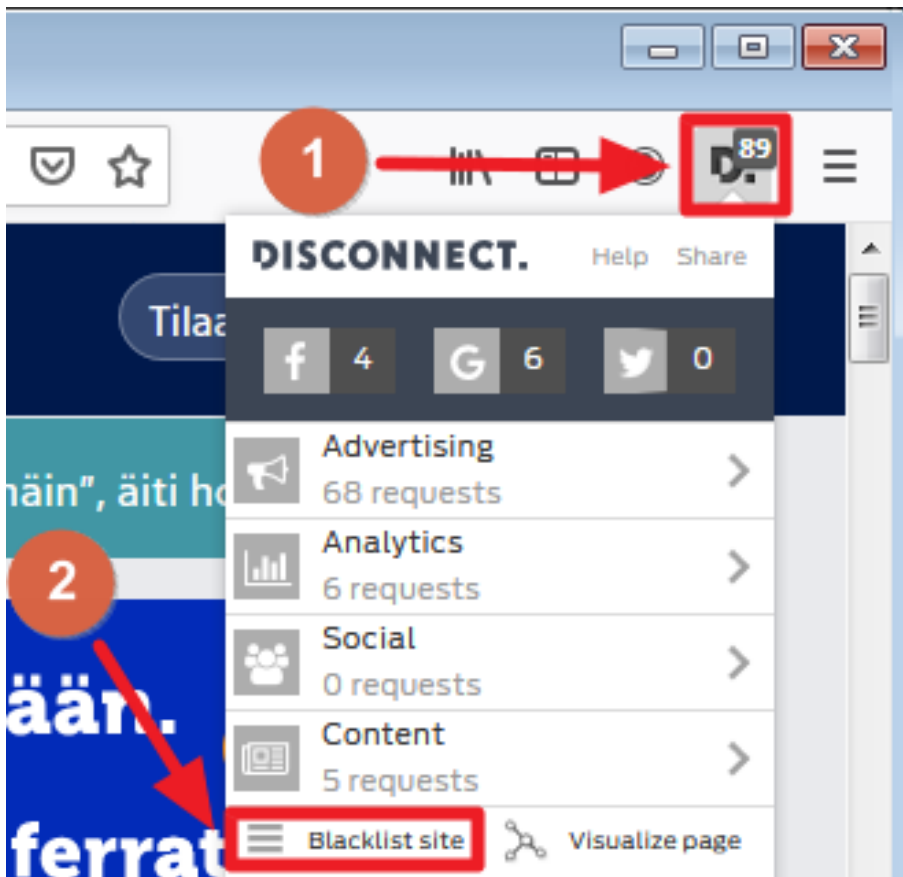 1
89
DISCONNECT. Help Share
Tilaa
4 6 0
Advertising
68 requests
näin", äiti ho
Analytics
6 requests
2
Social
0 requests
ään.
Content
5 requests
ferrat
Blacklist site Visualize page